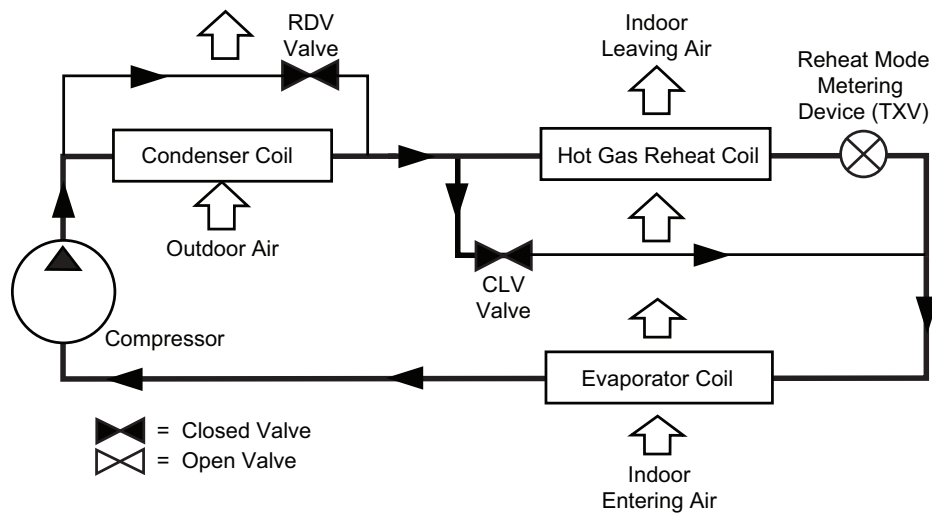 RDV
Valve
Indoor
Leaving Air
Reheat Mode
Metering
Device (TXV)
Condenser Coil
Hot Gas Reheat Coil
Outdoor Air
CLV
Valve
Compressor
Evaporator Coil
= Closed Valve
= Open Valve
Indoor
Entering Air